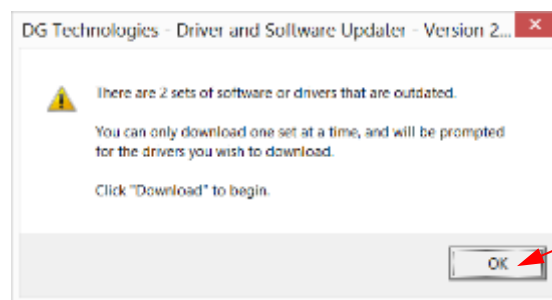 DG Technologies - Driver and Software Updater - Version 2...
There are 2 sets of software or drivers that are outdated.
You can only download one set at a time, and will be prompted
for the drivers you wish to download.
Click "Download" to begin.
OK